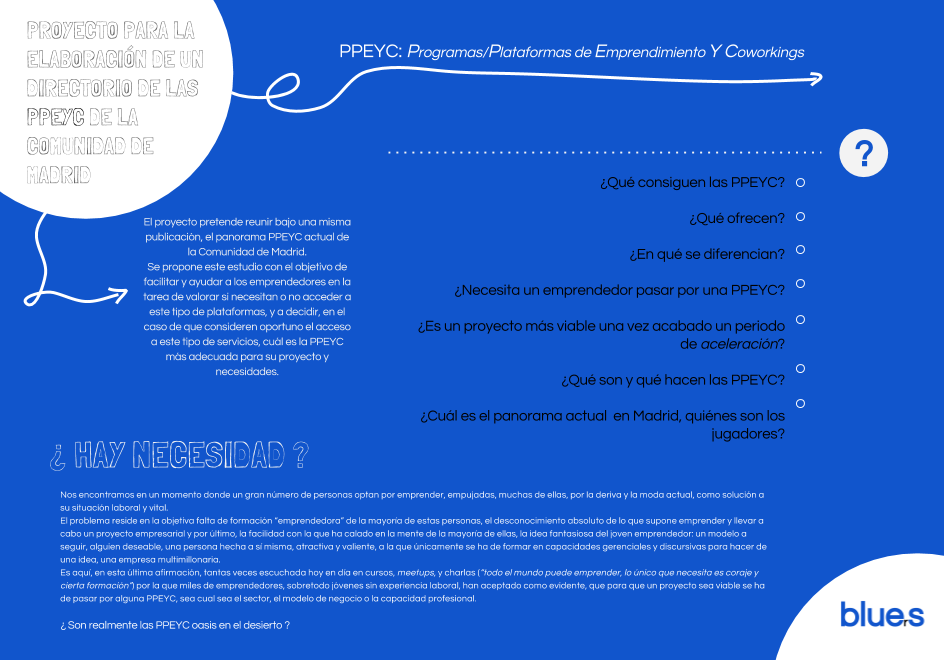 PROYECTO PARA LA
ELABORACIÓN DE UN
DIRECTORIO DE LAS
PPEYC DE LA
COMUNIDAD DE
MADRID
PPEYC: Programas/Plataformas de Emprendimiento Y Coworkings
?
¿Qué consiguen las PPEYC?
¿Qué ofrecen?
¿En qué se diferencian?
¿Necesita un emprendedor pasar por una PPEYC?
¿Es un proyecto más viable una vez acabado un periodo
de aceleración?
¿Qué son y qué hacen las PPEYC?
¿Cuál es el panorama actual en Madrid, quiénes son los
jugadores?
El proyecto pretende reunir bajo una misma
publicación, el panorama PPEYC actual de
la Comunidad de Madrid.
Se propone este estudio con el objetivo de
facilitar y ayudar a los emprendedores en la
tarea de valorar si necesitan o no acceder a
este tipo de plataformas, y a decidir, en el
caso de que consideren oportuno el acceso
a este tipo de servicios, cuál es la PPEYC
más adecuada para su proyecto y
necesidades.
¿ HAY NECESIDAD ?
Nos encontramos en un momento donde un gran número de personas optan por emprender, empujadas, muchas de ellas, por la deriva y la moda actual, como solución a
su situación laboral y vital.
El problema reside en la objetiva falta de formación "emprendedora" de la mayoría de estas personas, el desconocimiento absoluto de lo que supone emprender y llevar a
cabo un proyecto empresarial y por último, la facilidad con la que ha calado en la mente de la mayoría de ellas, la idea fantasiosa del joven emprendedor: un modelo a
seguir, alguien deseable, una persona hecha a sí misma, atractiva y valiente, a la que únicamente se ha de formar en capacidades gerenciales y discursivas para hacer de
una idea, una empresa multimillonaria.
Es aquí, en esta última afirmación, tantas veces escuchada hoy en día en cursos, meetups, y charlas ("todo el mundo puede emprender, lo único que necesita es coraje y
cierta formación") por la que miles de emprendedores, sobretodo jóvenes sin experiencia laboral, han aceptado como evidente, que para que un proyecto sea viable se ha
de pasar por alguna PPEYC, sea cual sea el sector, el modelo de negocio o la capacidad profesional.
¿ Son realmente las PPEYC oasis en el desierto ?
bluers